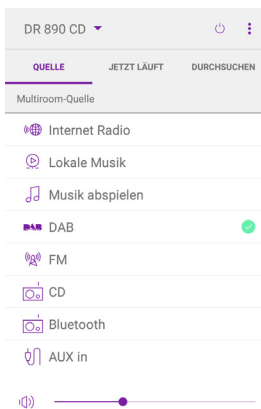 DR 890 CD
QUELLE JETZT LÄUFT DURCHSUCHEN
Multiroom-Quelle
Internet Radio
Lokale Musik
Musik abspielen
DAB DAB
FM
CD
Bluetooth
AUX in